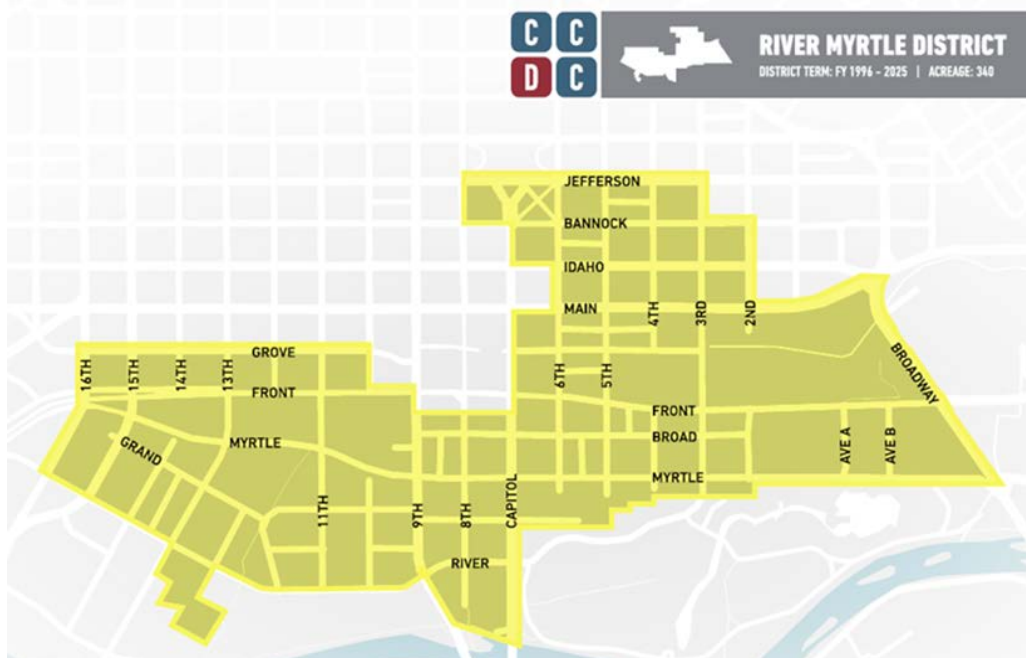 C C
D C
RIVER MYRTLE DISTRICT
DISTRICT TERM: FY 1996 - 2025 | ACREAGE: 340
JEFFERSON
BANNOCK
IDAHO
MAIN
4TH
3RD
2ND
GROVE
16TH
15TH
14TH
13TH
6TH
5TH
BROADWAY
FRONT
FRONT
BROAD
GRAND
MYRTLE
AVE A
AVE B
MYRTLE
11TH
9TH
8TH
CAPITOL
RIVER